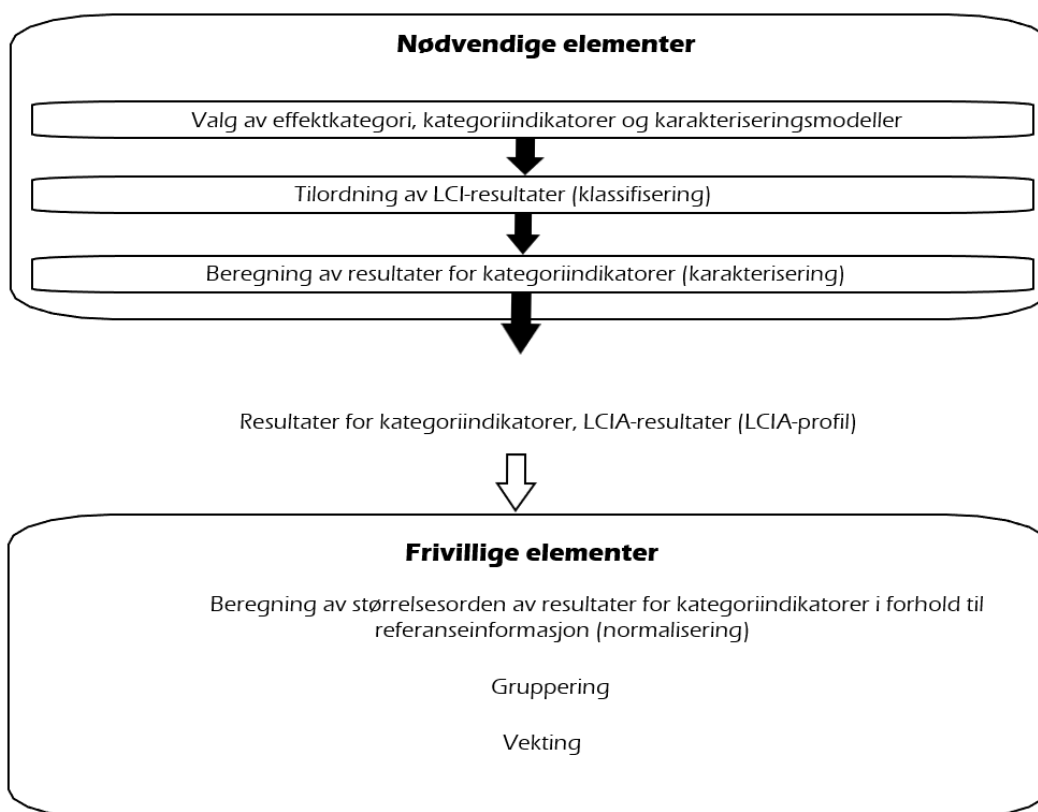 Nødvendige elementer
Valg av effektkategori, kategoriindikatorer og karakteriseringsmodeller
Tilordning av LCI-resultater (klassifisering)
Beregning av resultater for kategoriindikatorer (karakterisering)
Resultater for kategoriindikatorer, LCIA-resultater (LCIA-profil)
Frivillige elementer
Beregning av størrelsesorden av resultater for kategoriindikatorer i forhold til
referanseinformasjon (normalisering)
Gruppering
Vekting